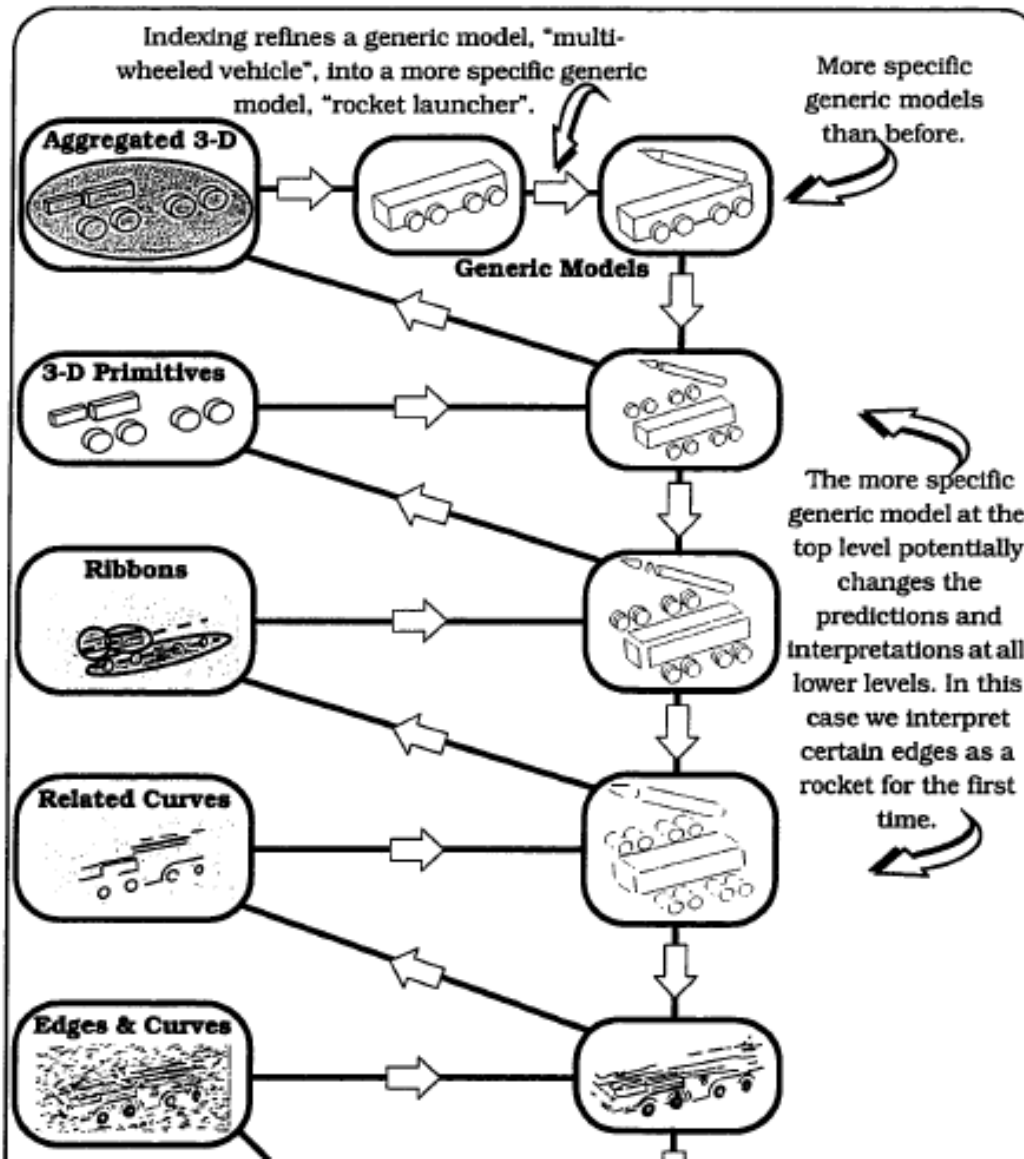 Indexing refines a generic model, "multi-
wheeled vehicle", into a more specific generic
model, "rocket launcher".
More specific
generic models
than before.
Aggregated 3-D
Generic Models
3-D Primitives
The more specific
generic model at the
top level potentially
changes the
predictions and
interpretations at all
lower levels. In this
case we interpret
certain edges as a
rocket for the first
time.
Ribbons
Related Curves
Edges & Curves